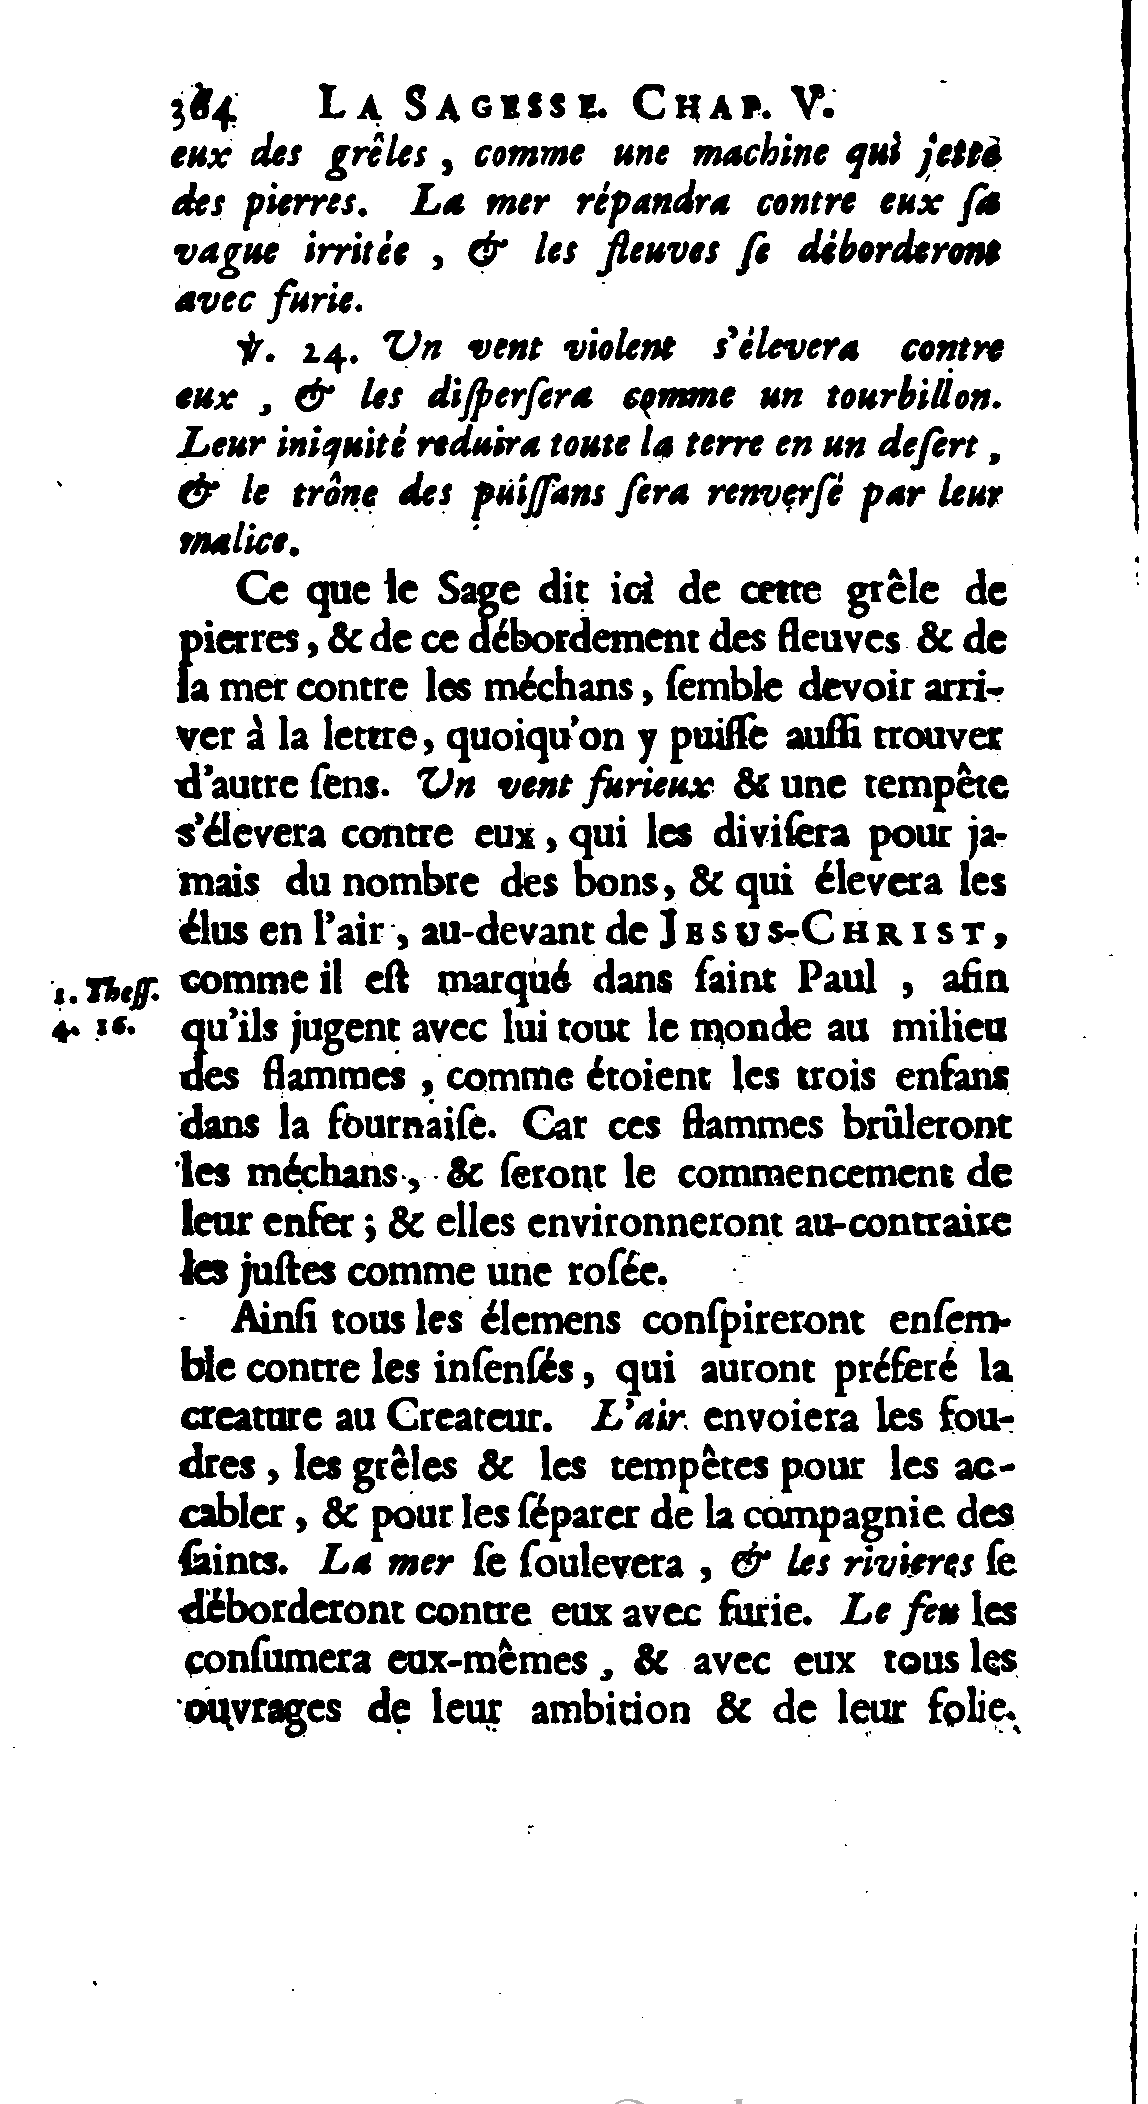 364 LA SAGESSE. CHAP. V.
eux des grêles, comme une machine qui jette
des pierres. La mer répandra contre eux ſa
vague irritée, & les fleuves ſe déborderont
avec furie.
℣. 24. Un vent violent s'élevera contre
eux, & les diſperſera comme un tourbillon.
Leur iniquité reduira toute la terre en un deſert,
& le trône des puiſſans ſera renverſé par leur
malice.
Ce que le Sage dit ici de cette grêle de
pierres, & de ce débordement des fleuves & de
la mer contre les méchans, ſemble devoir arri-
ver à la lettre, quoiqu'on y puiſſe auſſi trouver
d'autre ſens. Un vent furieux & une tempête
s'élevera contre eux, qui les diviſera pour ja-
mais du nombre des bons, & qui élevera les
élus en l'air, au-devant de JESUS-CHRIST,
comme il eſt marqué dans ſaint Paul, afin
1. Theſſ.
4. 16.
qu'ils jugent avec lui tout le monde au milieu
des flammes, comme étoient les trois enfans
dans la fournaiſe. Car ces flammes brûleront
les méchans, & ſeront le commencement de
leur enfer; & elles environneront au-contraire
les juſtes comme une roſée.
Ainſi tous les élemens conſpireront enſem-
ble contre les inſenſés, qui auront préferé la
creature au Createur. L'air envoiera les fou-
dres, les grêles & les tempêtes pour les ac-
cabler, & pour les ſéparer de la compagnie des
ſaints. La mer ſe ſoulevera, & les rivieres ſe
déborderont contre eux avec furie. Le feu les
conſumera eux-mêmes, & avec eux tous les
ouvrages de leur ambition & de leur folie.